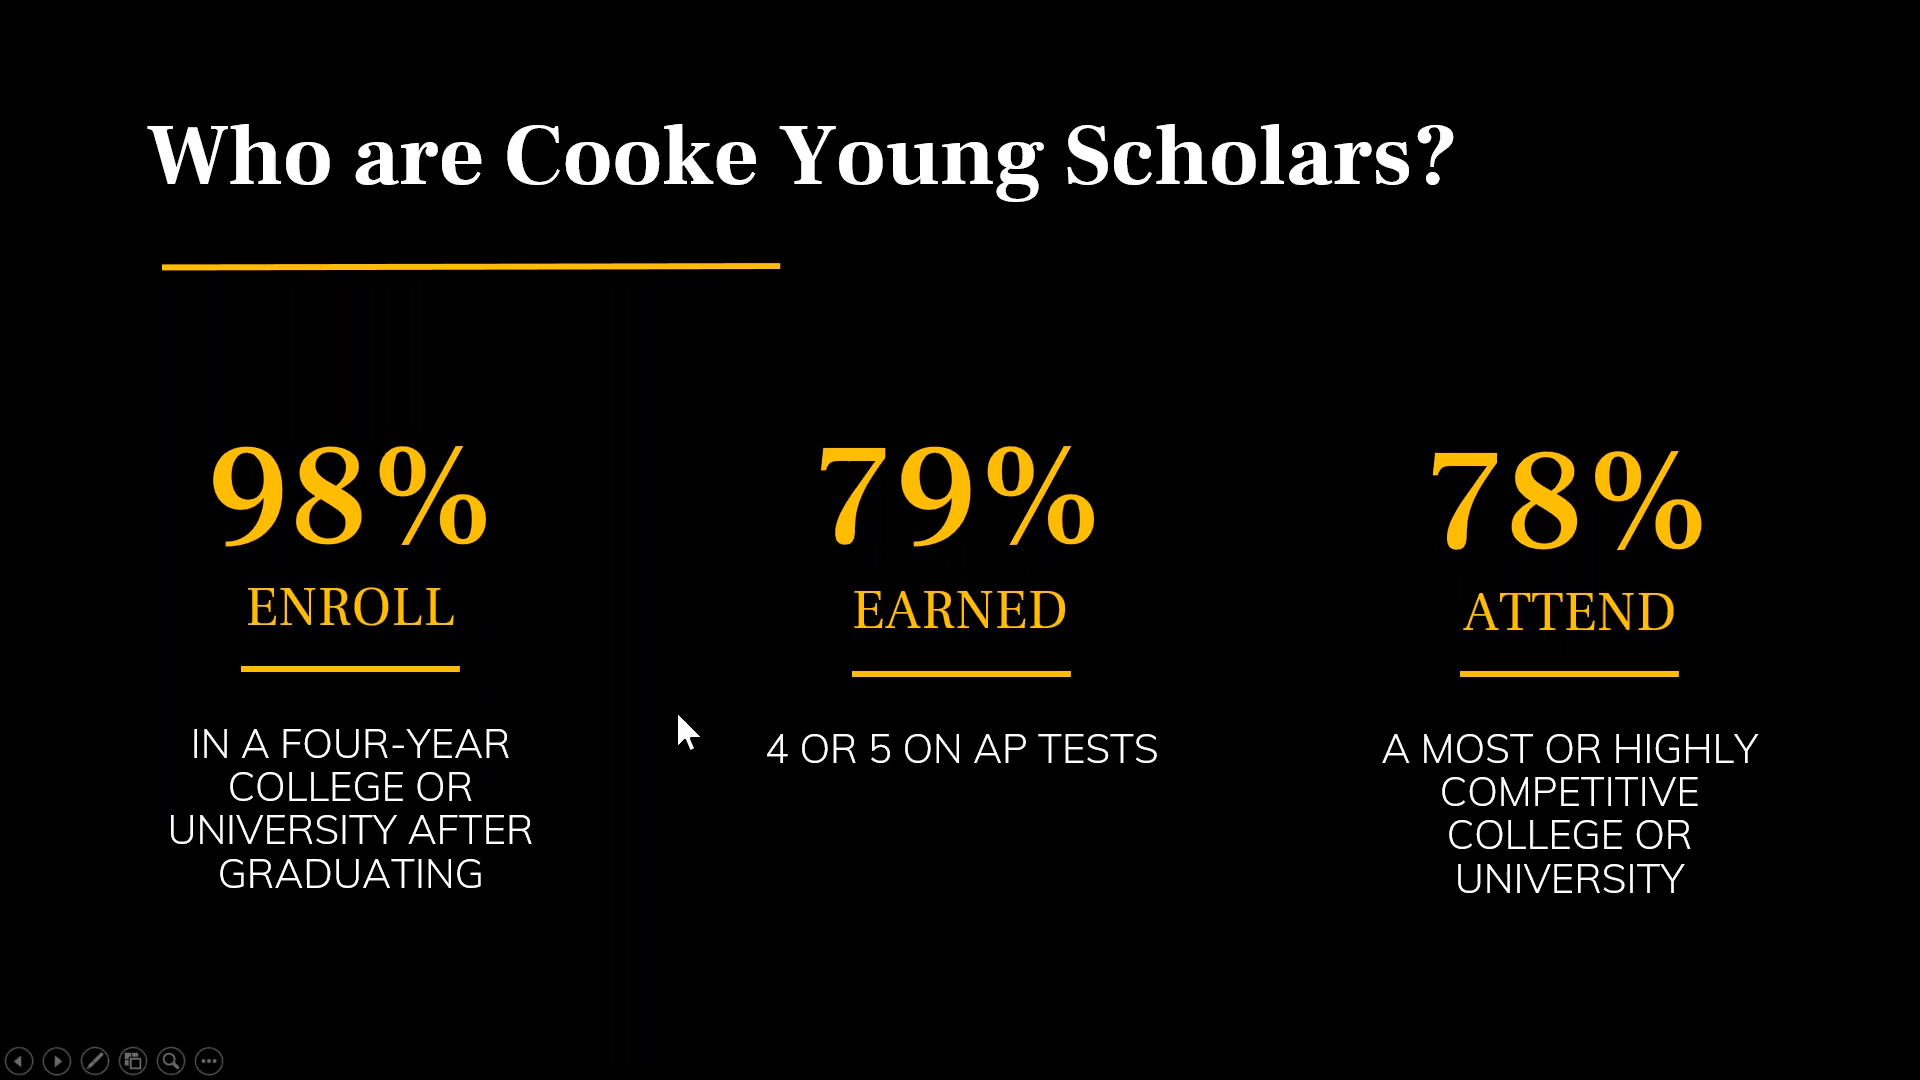 Who are Cooke Young Scholars?
98%
ENROLL
IN A FOUR-YEAR
COLLEGE OR
UNIVERSITY AFTER
GRADUATING
79%
EARNED
4 OR 5 ON AP TESTS
78%
ATTEND
A MOST OR HIGHLY
COMPETITIVE
COLLEGE OR
UNIVERSITY